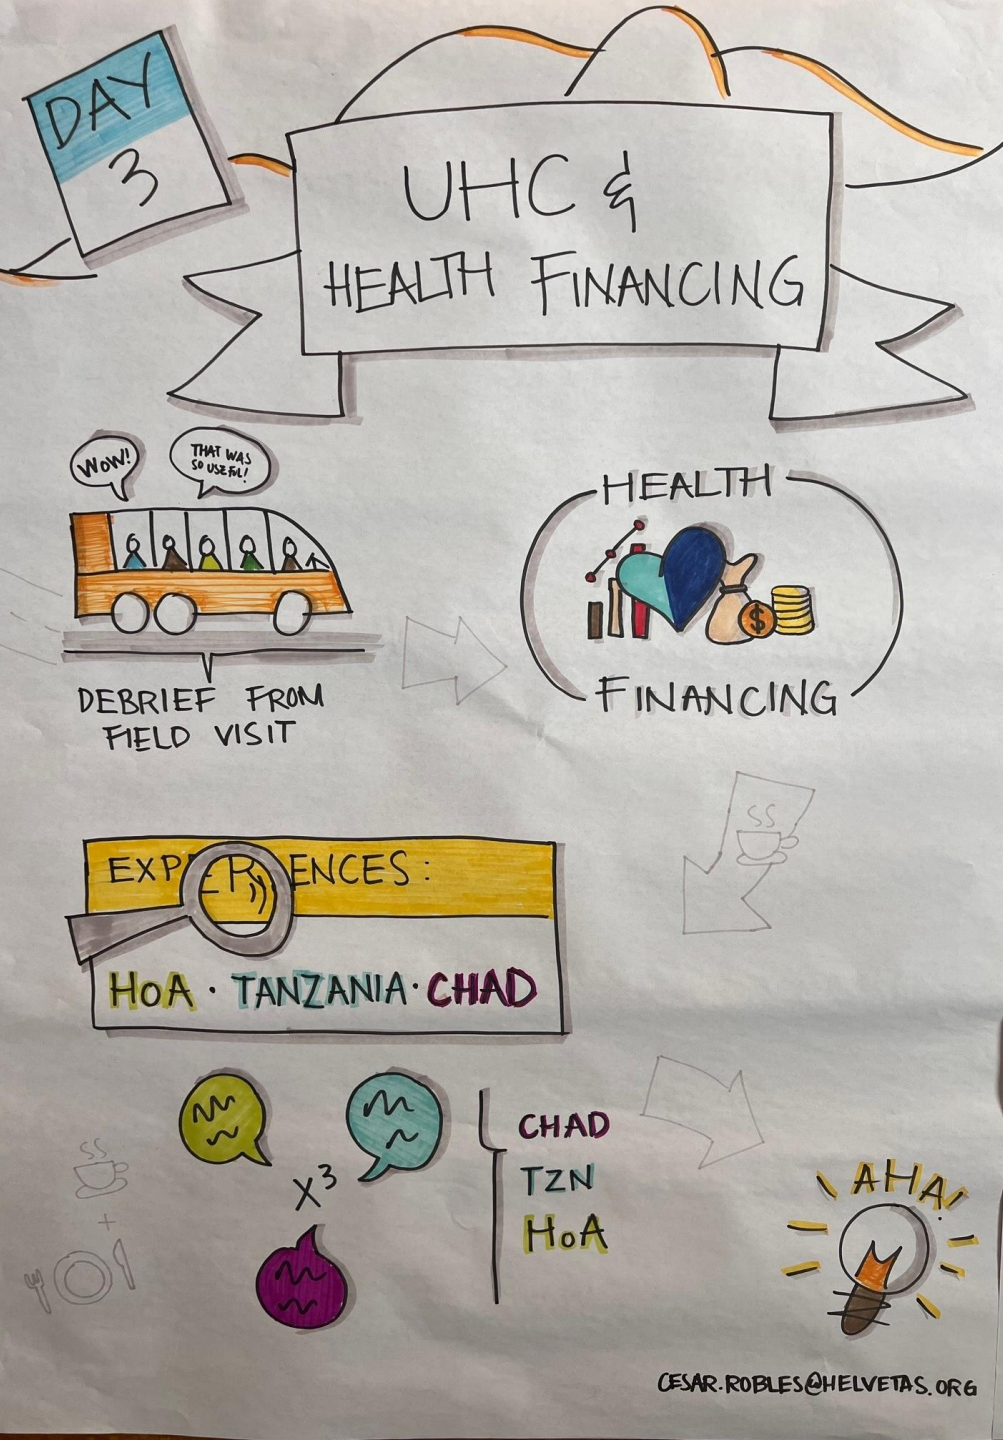 DAY
3
UHC &
HEALTH FINANCING
WOW!
THAT WAS
SO USEFUL!
DEBRIEF FROM
FIELD VISIT
HEALTH
$
FINANCING
EXPERIENCES:
HoA · TANZANIA · CHAD
x³
CHAD
TZN
HoA
+
AHA!
CESAR.ROBLES@HELVETAS.ORG